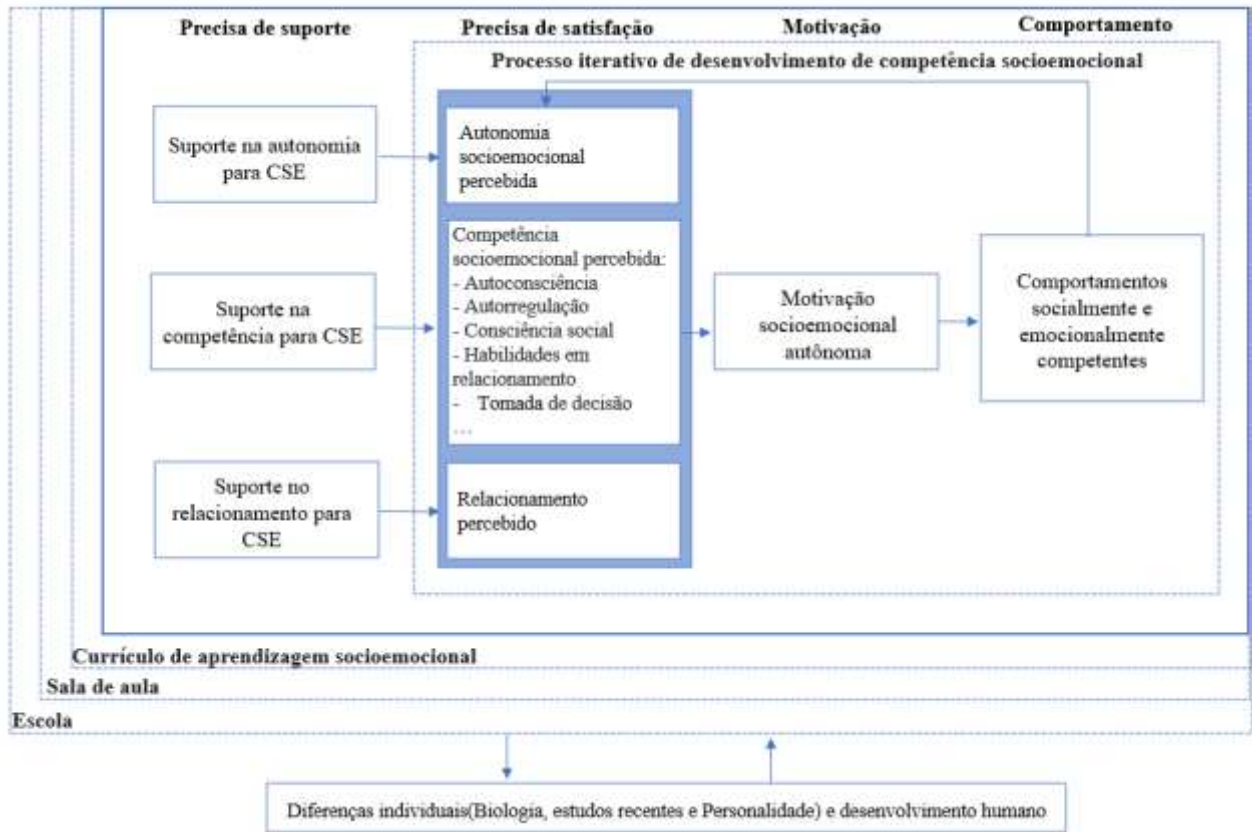 Precisa de suporte
Precisa de satisfação
Motivação
Comportamento
Processo iterativo de desenvolvimento de competência socioemocional
Suporte na autonomia
para CSE
Autonomia
socioemocional
percebida
Suporte na
competência para CSE
Competência
socioemocional percebida:
- Autoconsciência
- Autorregulação
- Consciência social
- Habilidades em
relacionamento
- Tomada de decisão
...
Motivação
socioemocional
autônoma
Comportamentos
socialmente e
emocionalmente
competentes
Suporte no
relacionamento para
CSE
Relacionamento
percebido
Currículo de aprendizagem socioemocional
Sala de aula
Escola
Diferenças individuais(Biologia, estudos recentes e Personalidade) e desenvolvimento humano